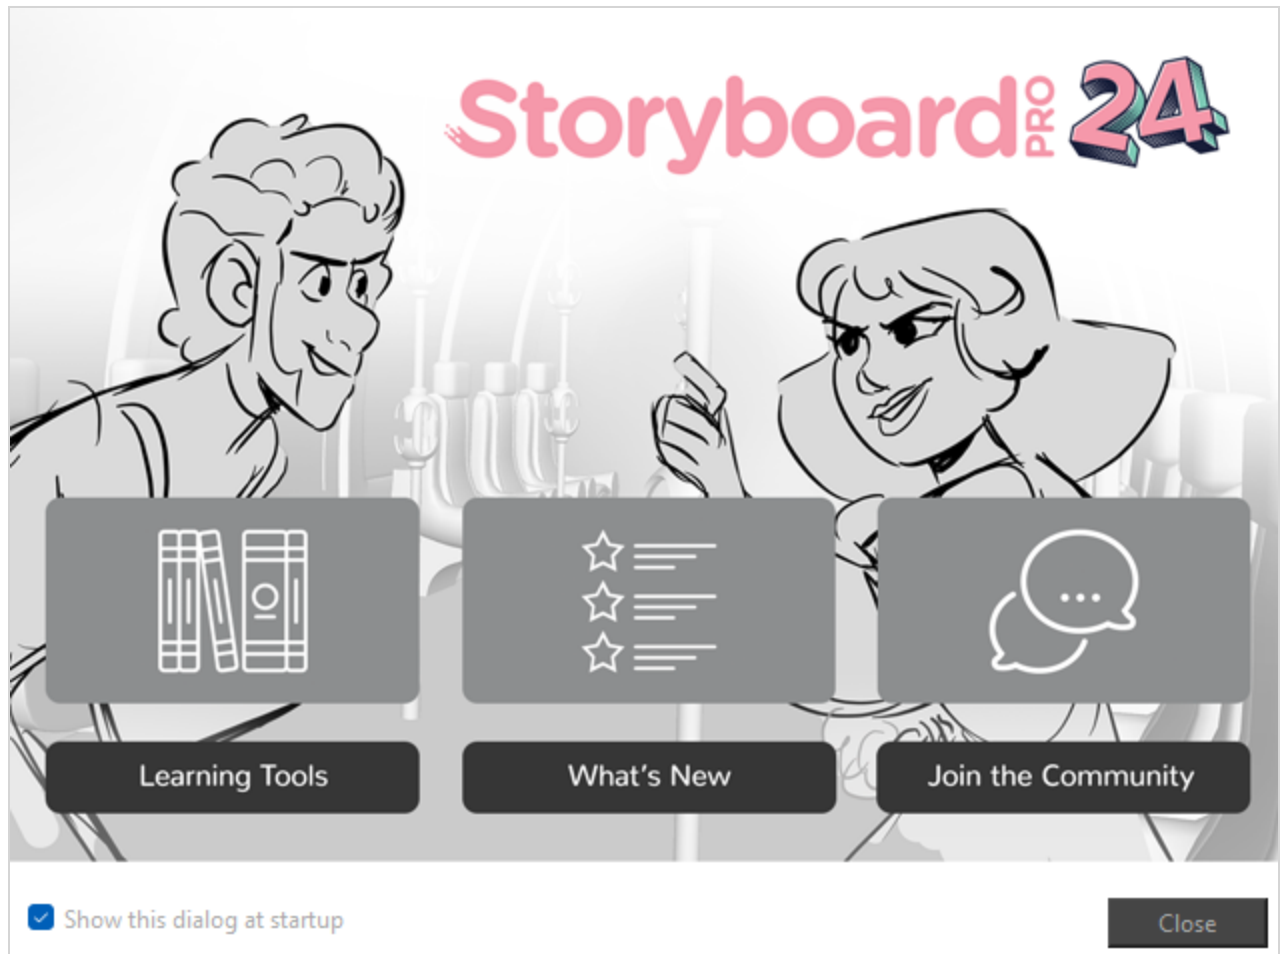 Storyboard PRO 24
Learning Tools
What's New
Join the Community
Show this dialog at startup
Close